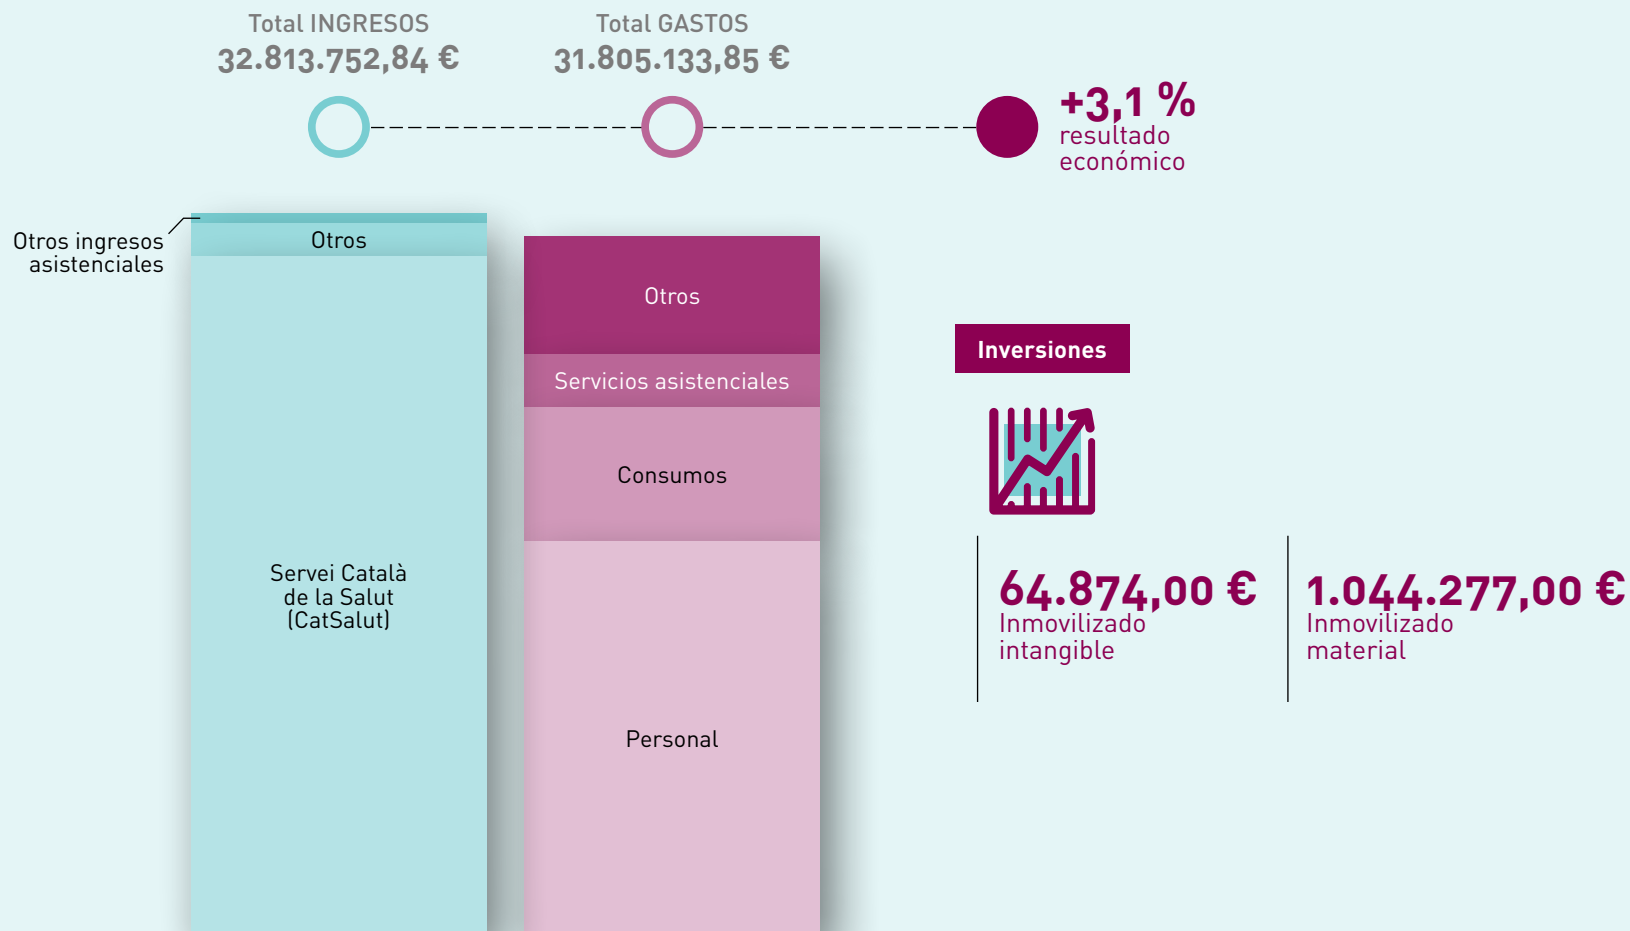 Total INGRESOS
32.813.752,84 €
Total GASTOS
31.805.133,85 €
+3,1 %
resultado
económico
Otros ingresos
asistenciales
Otros
Servei Català
de la Salut
(CatSalut)
Otros
Servicios asistenciales
Consumos
Personal
Inversiones
64.874,00 €
Inmovilizado
intangible
1.044.277,00 €
Inmovilizado
material